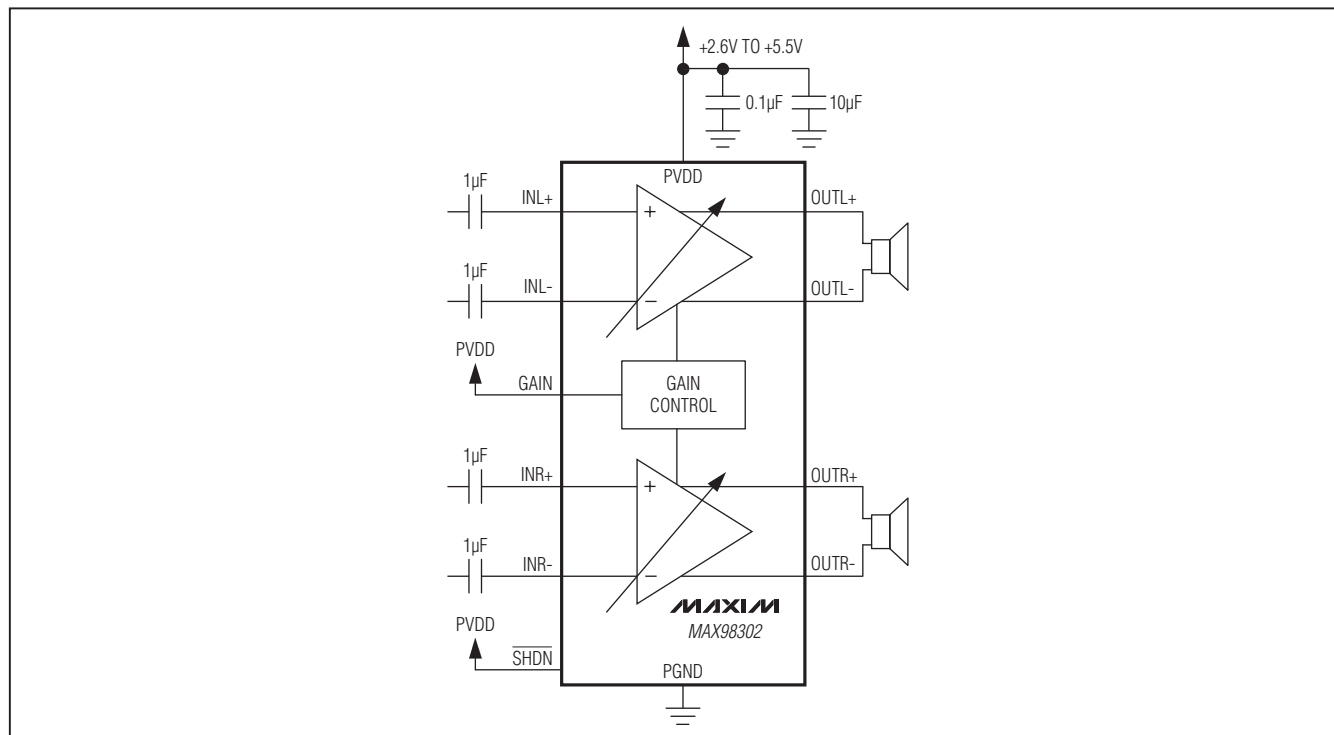 +2.6V TO +5.5V
0.1µF
10µF
PVDD
1µF
INL+
+
OUTL+
1µF
INL-
−
OUTL-
PVDD
GAIN
GAIN
CONTROL
1µF
INR+
+
OUTR+
1µF
INR-
−
OUTR-
MAXIM
MAX98302
PVDD
SHDN
PGND